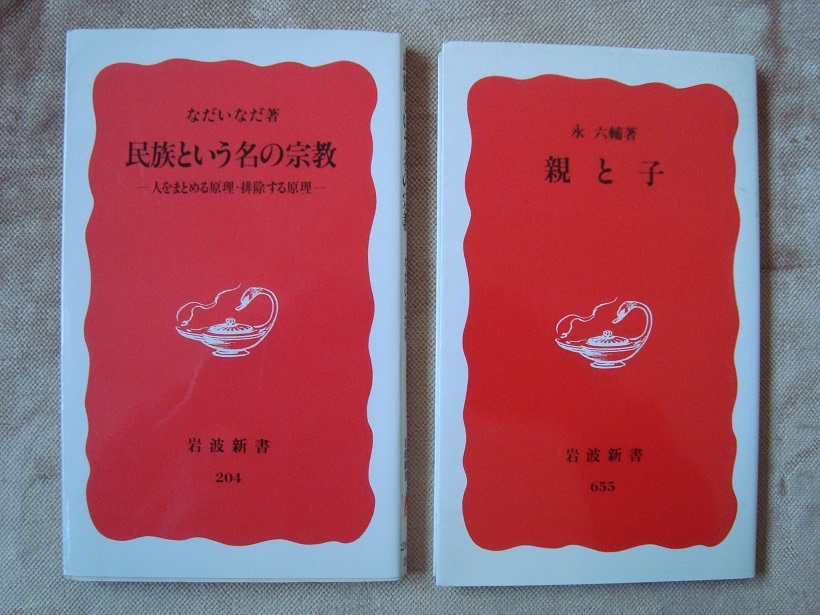 なだいなだ著
民族という名の宗教
―人をまとめる原理・排除する原理―
岩波新書
204
永 六輔著
親と子
岩波新書
655